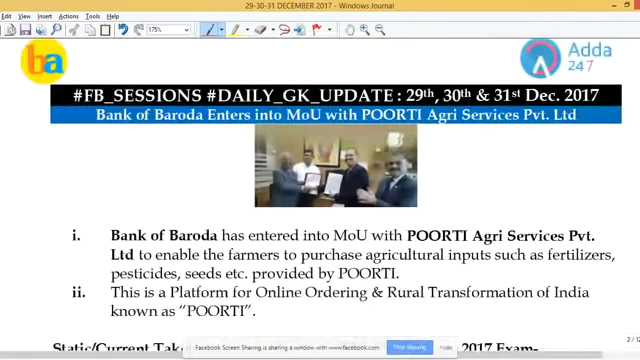 29-30-31 DECEMBER 2017 - Windows Journal
Edit View Insert Actions Tools Help
175%
ba
Adda
247
#FB_SESSIONS #DAILY_GK_UPDATE : 29th, 30th & 31st Dec. 2017
Bank of Baroda Enters into MoU with POORTI Agri Services Pvt. Ltd
i. Bank of Baroda has entered into MoU with POORTI Agri Services Pvt.
Ltd to enable the farmers to purchase agricultural inputs such as fertilizers,
pesticides, seeds etc. provided by POORTI.
ii. This is a Platform for Online Ordering & Rural Transformation of India
known as "POORTI".
Facebook Screen Sharing is sharing a window with www.facebook.com.
Stop sharing
Hide
Static/Current Take
2017 Exam-